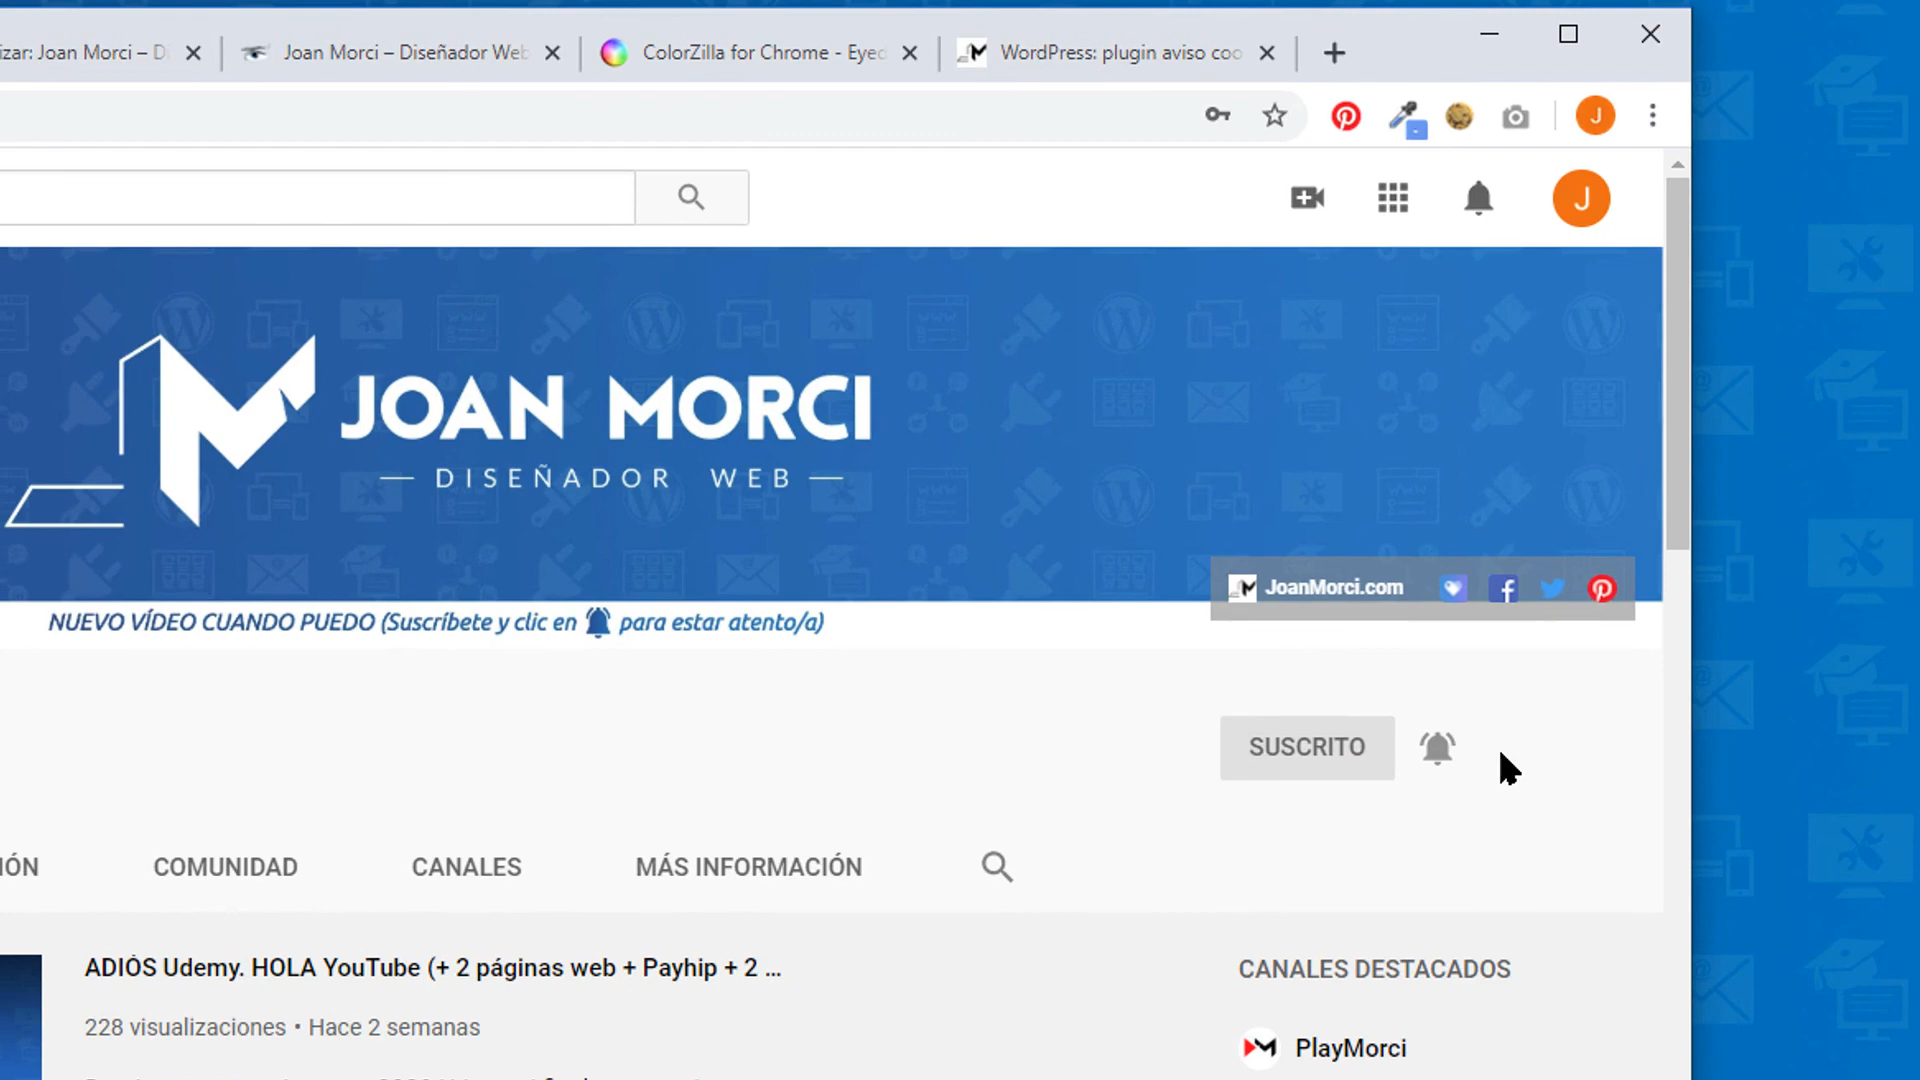 izar: Joan Morci – Di
Joan Morci – Diseñador Web
ColorZilla for Chrome - Eyed
WordPress: plugin aviso coo
J
J
JOAN MORCI
DISEÑADOR WEB
JoanMorci.com
NUEVO VÍDEO CUANDO PUEDO (Suscríbete y clic en para estar atento/a)
SUSCRITO
IÓN COMUNIDAD CANALES MÁS INFORMACIÓN
ADIÓS Udemy. HOLA YouTube (+ 2 páginas web + Payhip + 2 ...
228 visualizaciones • Hace 2 semanas
CANALES DESTACADOS
PlayMorci